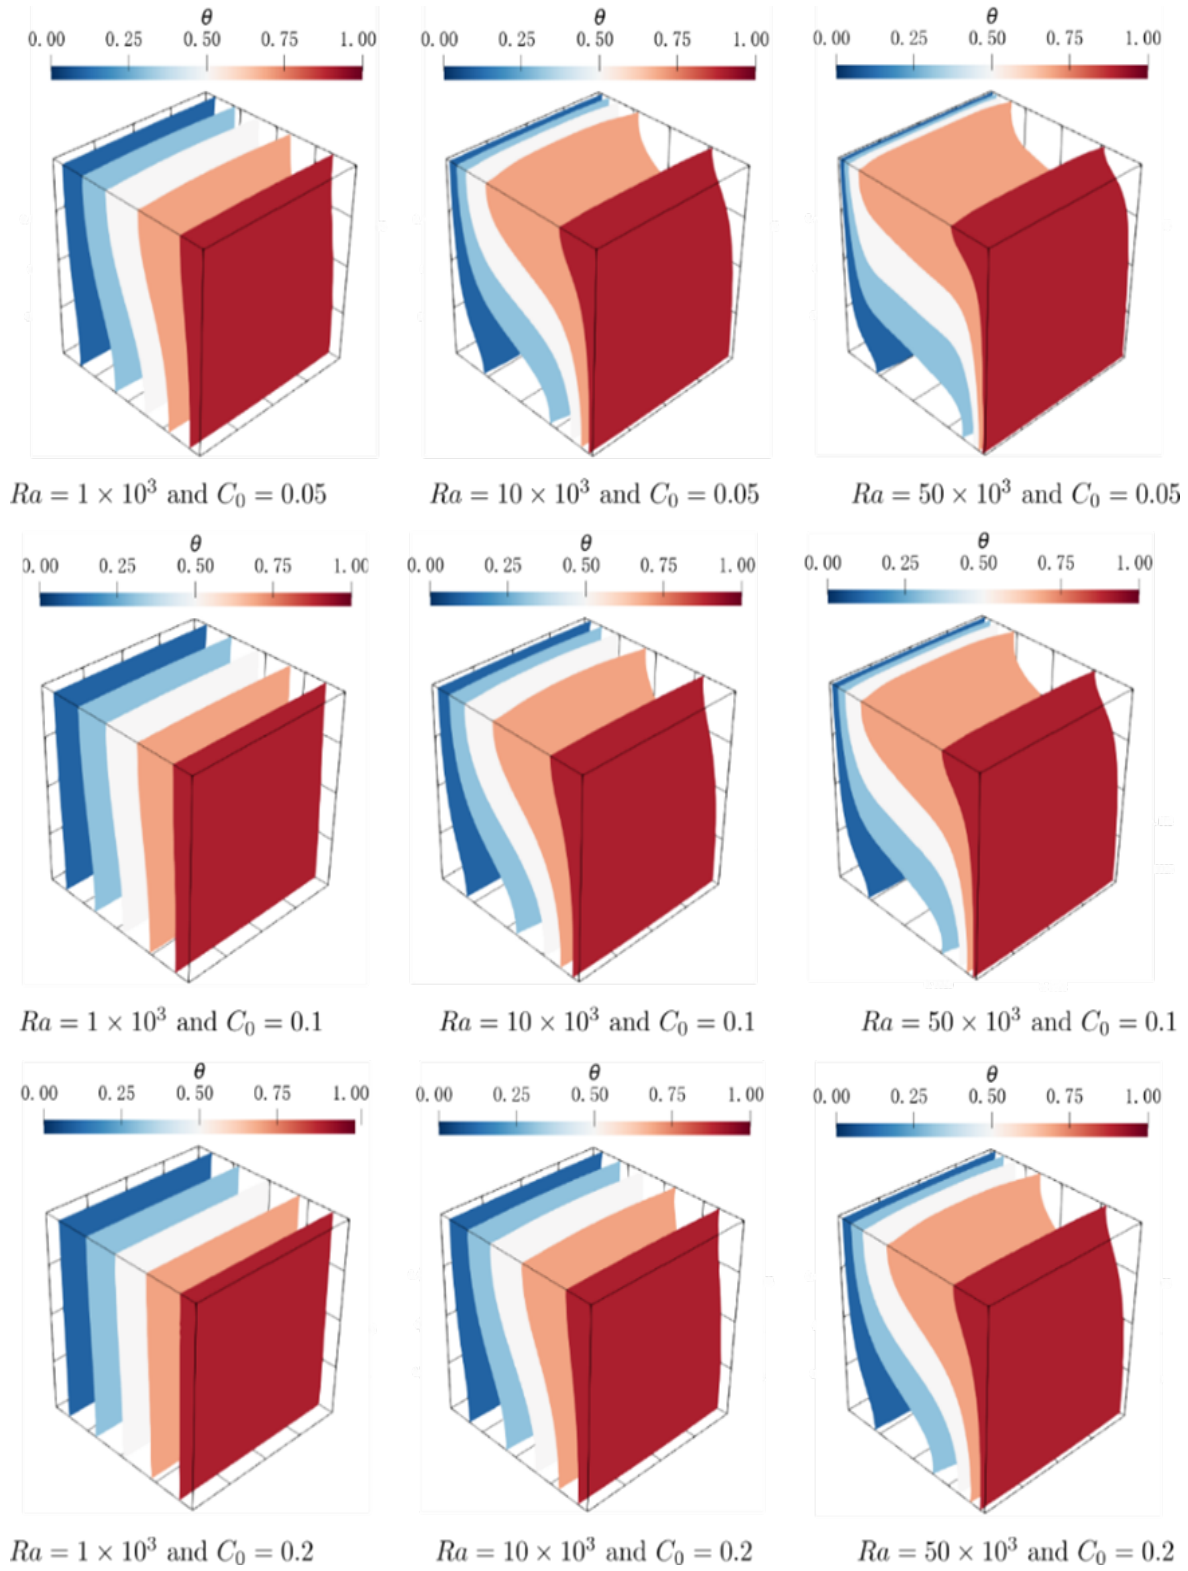 θ θ θ
0.00 0.25 0.50 0.75 1.00 0.00 0.25 0.50 0.75 1.00 0.00 0.25 0.50 0.75 1.00
Ra = 1 × 10³ and C₀ = 0.05 Ra = 10 × 10³ and C₀ = 0.05 Ra = 50 × 10³ and C₀ = 0.05
θ θ θ
0.00 0.25 0.50 0.75 1.00 0.00 0.25 0.50 0.75 1.00 0.00 0.25 0.50 0.75 1.00
Ra = 1 × 10³ and C₀ = 0.1 Ra = 10 × 10³ and C₀ = 0.1 Ra = 50 × 10³ and C₀ = 0.1
θ θ θ
0.00 0.25 0.50 0.75 1.00 0.00 0.25 0.50 0.75 1.00 0.00 0.25 0.50 0.75 1.00
Ra = 1 × 10³ and C₀ = 0.2 Ra = 10 × 10³ and C₀ = 0.2 Ra = 50 × 10³ and C₀ = 0.2